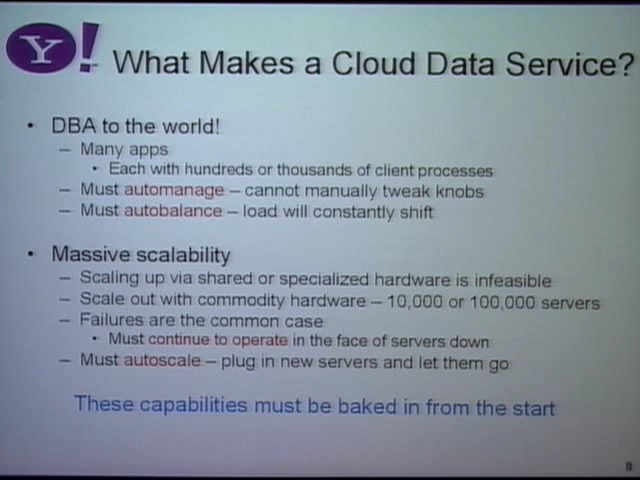 Y!
What Makes a Cloud Data Service?
• DBA to the world!
– Many apps
• Each with hundreds or thousands of client processes
– Must automanage – cannot manually tweak knobs
– Must autobalance – load will constantly shift
• Massive scalability
– Scaling up via shared or specialized hardware is infeasible
– Scale out with commodity hardware – 10,000 or 100,000 servers
– Failures are the common case
• Must continue to operate in the face of servers down
– Must autoscale – plug in new servers and let them go
These capabilities must be baked in from the start
8